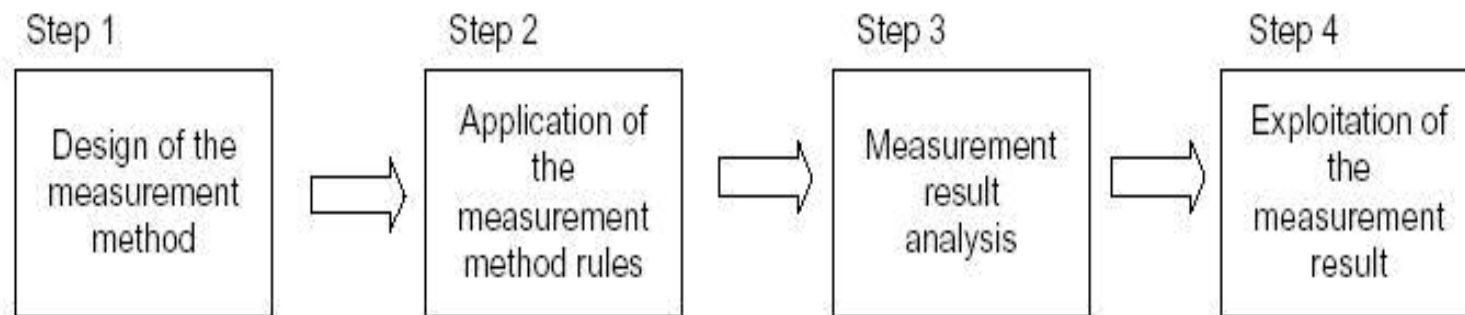 Step 1
Design of the
measurement
method
Step 2
Application of
the
measurement
method rules
Step 3
Measurement
result
analysis
Step 4
Exploitation of
the
measurement
result